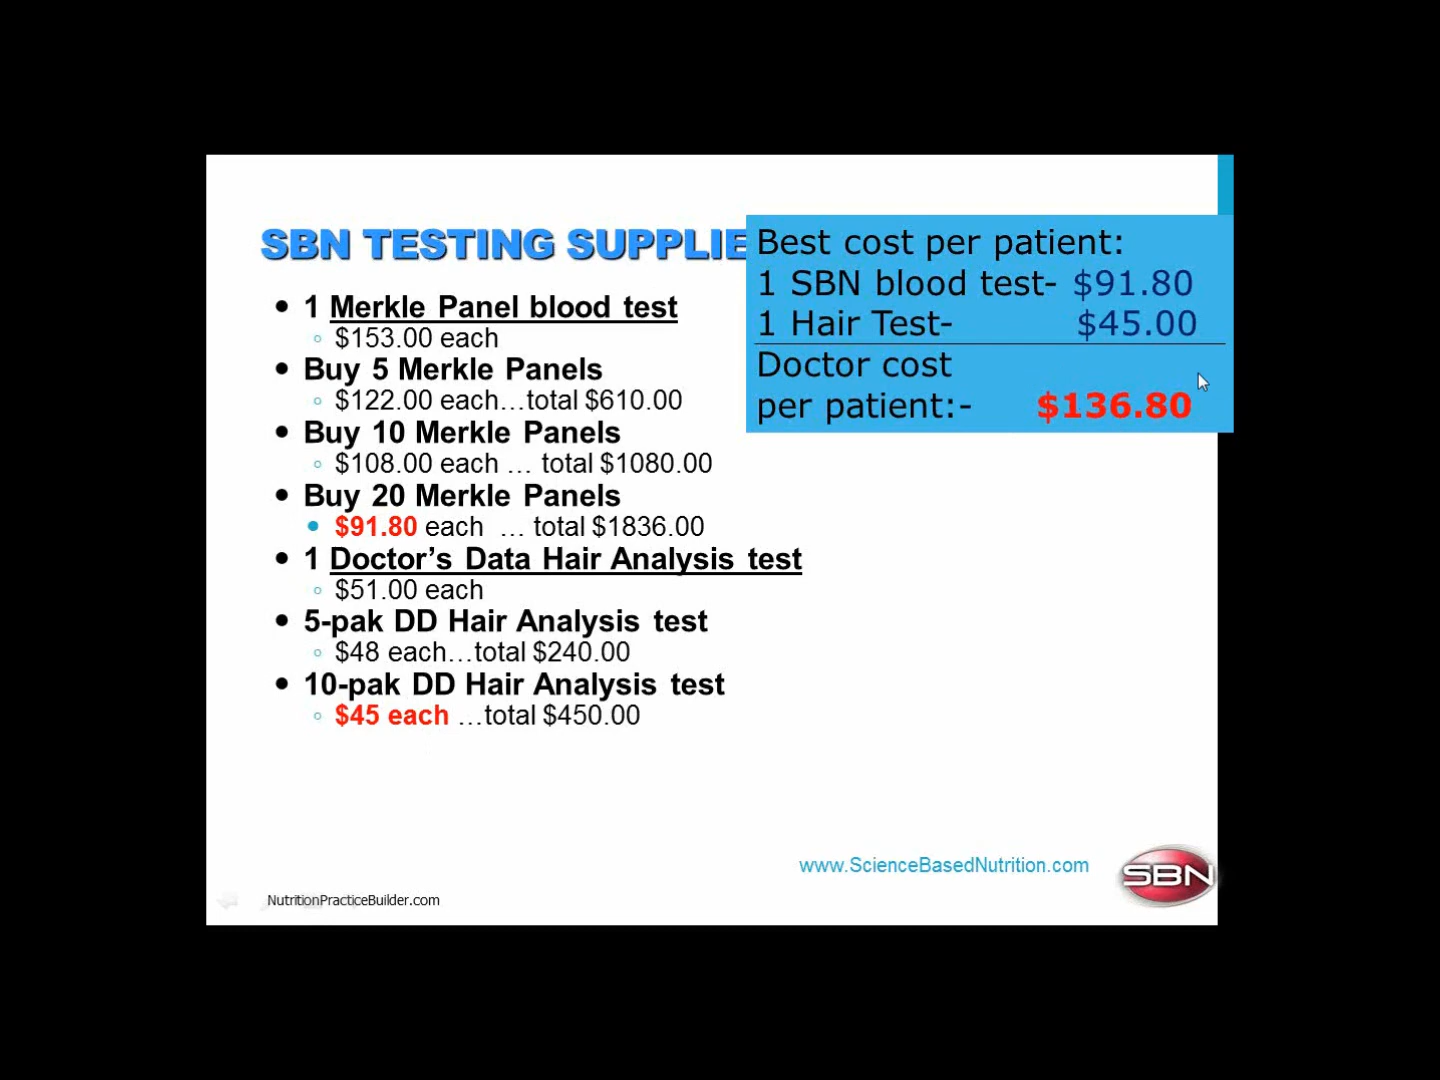 SBN TESTING SUPPLIE
• 1 Merkle Panel blood test
◦ $153.00 each
• Buy 5 Merkle Panels
◦ $122.00 each...total $610.00
• Buy 10 Merkle Panels
◦ $108.00 each ... total $1080.00
• Buy 20 Merkle Panels
• $91.80 each ... total $1836.00
• 1 Doctor's Data Hair Analysis test
◦ $51.00 each
• 5-pak DD Hair Analysis test
◦ $48 each...total $240.00
• 10-pak DD Hair Analysis test
◦ $45 each ...total $450.00
Best cost per patient:
1 SBN blood test- $91.80
1 Hair Test- $45.00
Doctor cost
per patient:- $136.80
www.ScienceBasedNutrition.com
SBN
NutritionPracticeBuilder.com